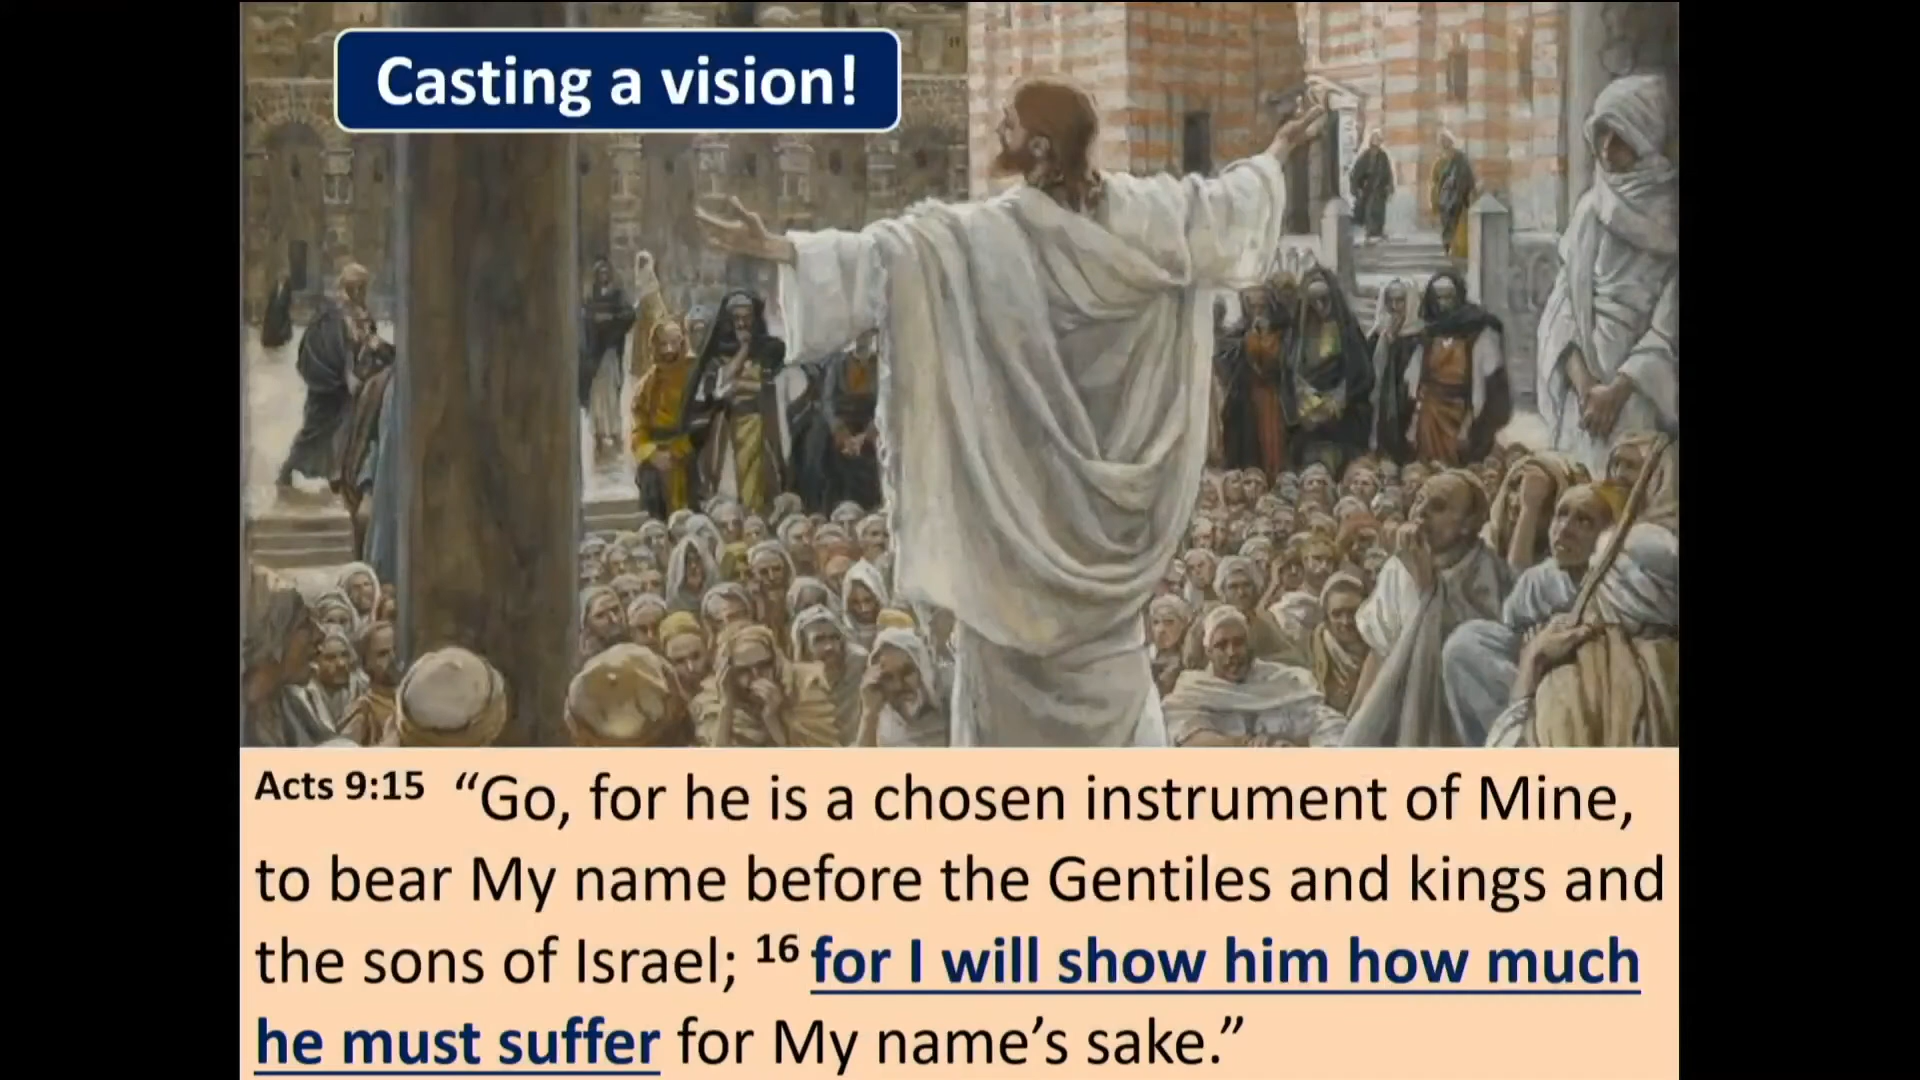 Casting a vision!
Acts 9:15 “Go, for he is a chosen instrument of Mine,
to bear My name before the Gentiles and kings and
the sons of Israel; 16 for I will show him how much
he must suffer for My name’s sake.”